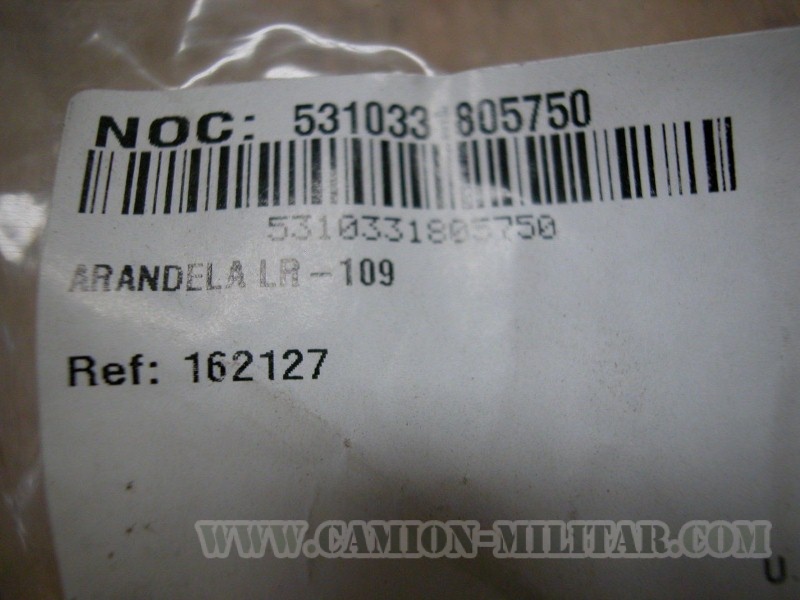 NOC: 5310331805750
5310331805750
ARANDELA LR-109
Ref: 162127
WWW.CAMION-MILITAR.COM
U.